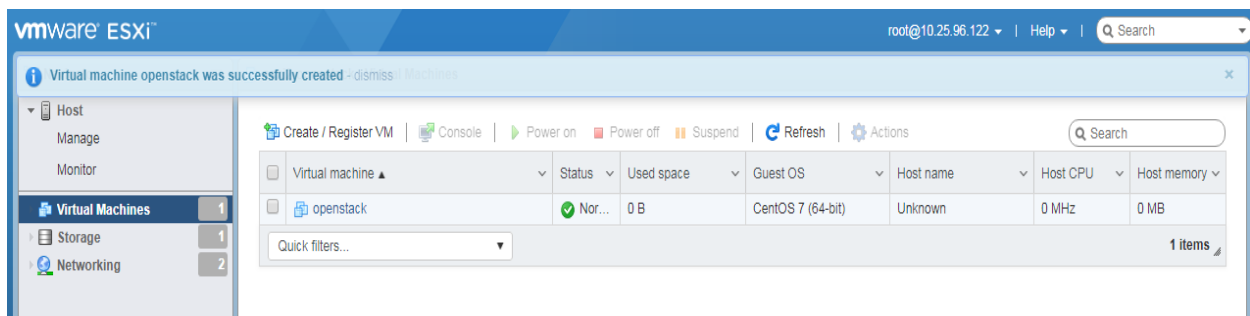 vmware ESXi™
root@10.25.96.122 | Help | Search
Virtual machine openstack was successfully created - dismiss Machines
Host
Manage
Monitor
Virtual Machines 1
Storage 1
Networking 2
Create / Register VM | Console | Power on Power off Suspend | Refresh | Actions Search
Virtual machine Status Used space Guest OS Host name Host CPU Host memory
openstack Nor... 0 B CentOS 7 (64-bit) Unknown 0 MHz 0 MB
Quick filters... 1 items